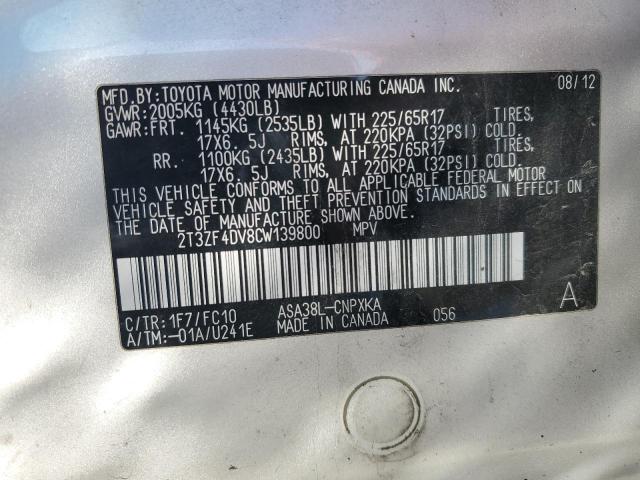 MFD.BY:TOYOTA MOTOR MANUFACTURING CANADA INC. 08/12
GVWR:2005KG (4430LB)
GAWR:FRT. 1145KG (2535LB) WITH 225/65R17 TIRES,
17X6.5J RIMS, AT 220KPA (32PSI) COLD.
RR. 1100KG (2435LB) WITH 225/65R17 TIRES,
17X6.5J RIMS, AT 220KPA (32PSI) COLD.
THIS VEHICLE CONFORMS TO ALL APPLICABLE FEDERAL MOTOR
VEHICLE SAFETY AND THEFT PREVENTION STANDARDS IN EFFECT ON
THE DATE OF MANUFACTURE SHOWN ABOVE.
2T3ZF4DV8CW139800 MPV
C/TR:1F7/FC10 ASA38L-CNPXKA A
A/TM:-01A/U241E MADE IN CANADA 056